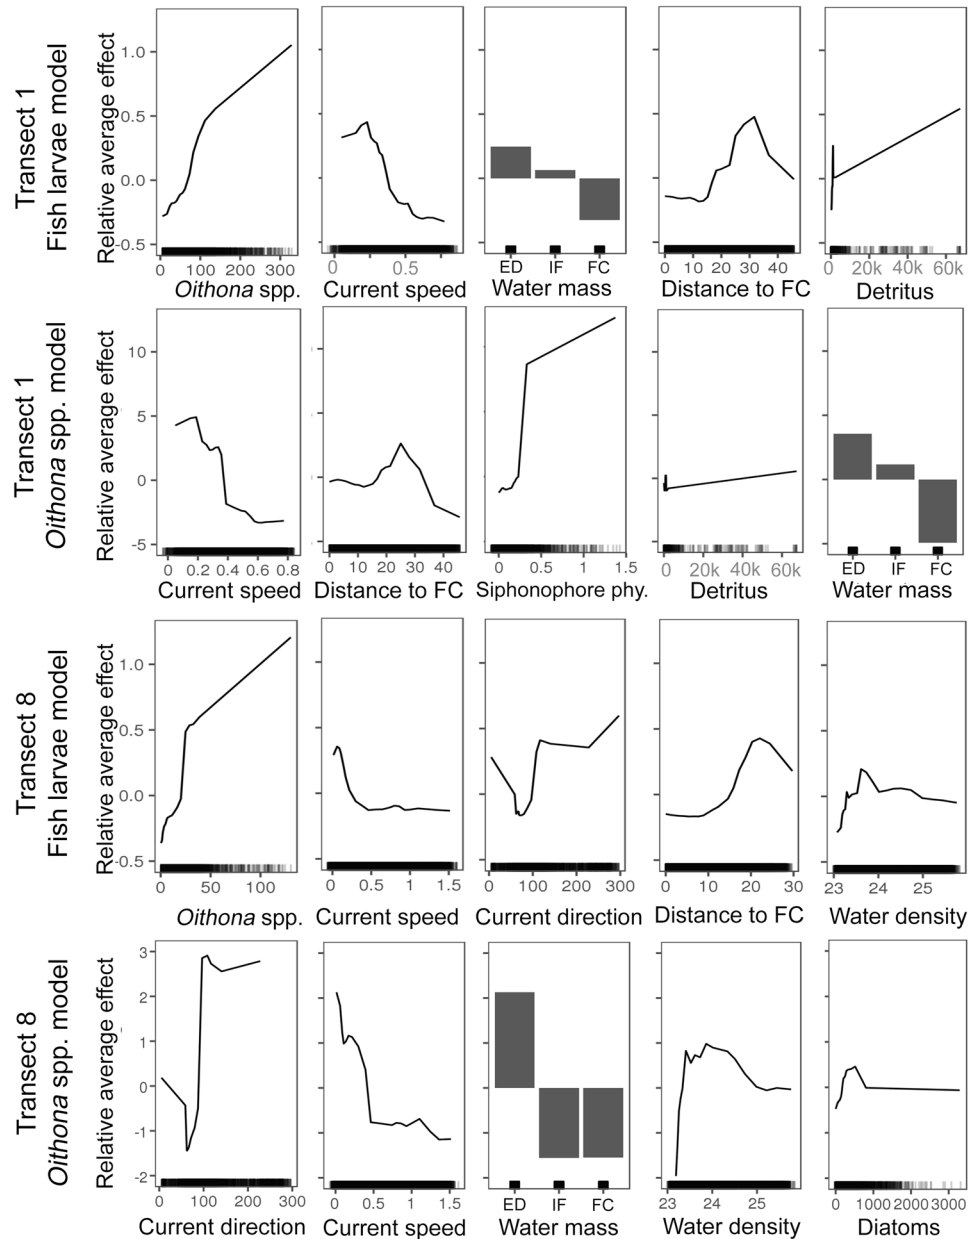 Transect 1
Fish larvae model
Relative average effect
1.0
0.5
0.0
-0.5
0 100 200 300
Oithona spp.
0 0.5
Current speed
ED IF FC
Water mass
0 10 20 30 40
Distance to FC
0 20k 40k 60k
Detritus
Transect 1
Oithona spp. model
Relative average effect
10
5
0
-5
0 0.2 0.4 0.6 0.8
Current speed
0 10 20 30 40
Distance to FC
0 0.5 1.0 1.5
Siphonophore phy.
0 20k 40k 60k
Detritus
ED IF FC
Water mass
Transect 8
Fish larvae model
Relative average effect
1.0
0.5
0.0
-0.5
0 50 100
Oithona spp.
0 0.5 1.0 1.5
Current speed
0 100 200 300
Current direction
0 10 20 30
Distance to FC
23 24 25
Water density
Transect 8
Oithona spp. model
Relative average effect
3
2
1
0
-1
-2
0 100 200 300
Current direction
0 0.5 1.0 1.5
Current speed
ED IF FC
Water mass
23 24 25
Water density
0 1000 2000 3000
Diatoms